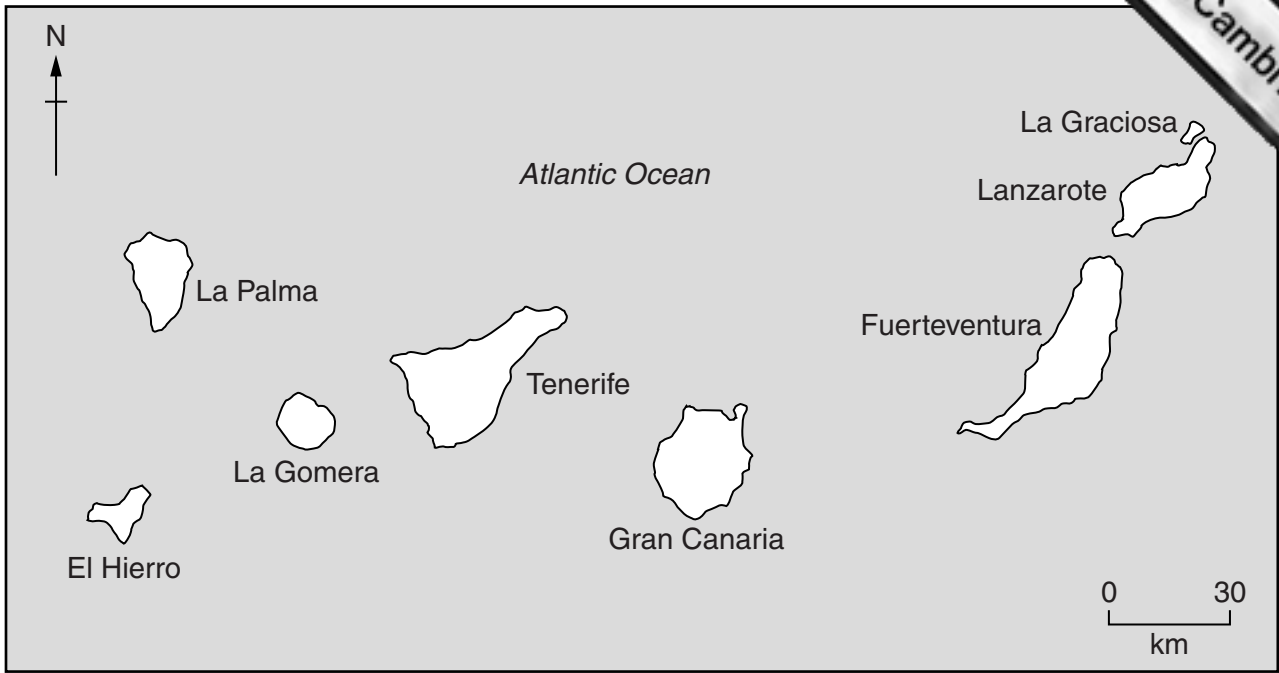 N
La Graciosa
Atlantic Ocean
Lanzarote
La Palma
Fuerteventura
Tenerife
La Gomera
Gran Canaria
El Hierro
0 30
km